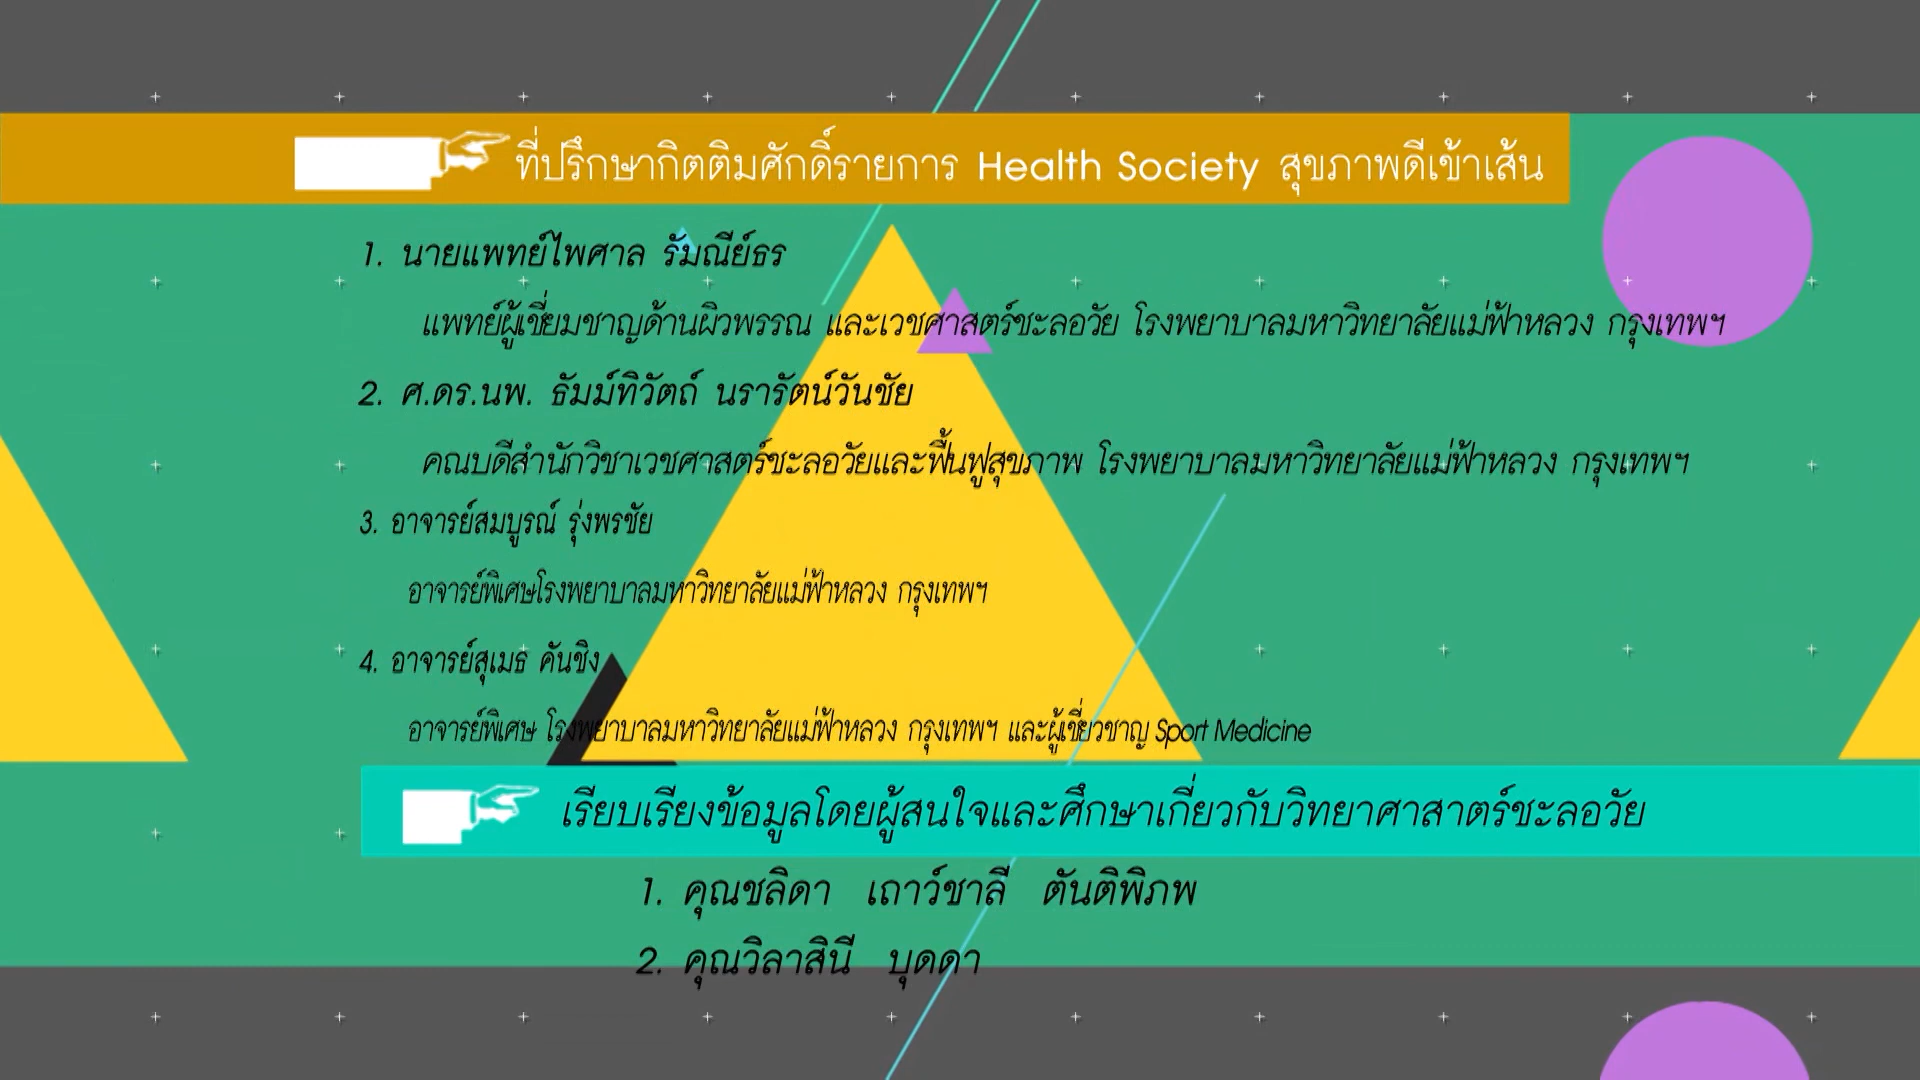 ที่ปรึกษากิตติมศักดิ์รายการ Health Society สุขภาพดีเข้าเส้น
1. นายแพทย์ไพศาล รัมณีย์ธร
แพทย์ผู้เชี่ยมชาญด้านผิวพรรณ และเวชศาสตร์ชะลอวัย โรงพยาบาลมหาวิทยาลัยแม่ฟ้าหลวง กรุงเทพฯ
2. ศ.ดร.นพ. ธัมม์ทิวัตถ์ นรารัตน์วันชัย
คณบดีสำนักวิชาเวชศาสตร์ชะลอวัยและฟื้นฟูสุขภาพ โรงพยาบาลมหาวิทยาลัยแม่ฟ้าหลวง กรุงเทพฯ
3. อาจารย์สมบูรณ์ รุ่งพรชัย
อาจารย์พิเศษโรงพยาบาลมหาวิทยาลัยแม่ฟ้าหลวง กรุงเทพฯ
4. อาจารย์สุเมธ คันชิง
อาจารย์พิเศษ โรงพยาบาลมหาวิทยาลัยแม่ฟ้าหลวง กรุงเทพฯ และผู้เชี่ยวชาญ Sport Medicine
เรียบเรียงข้อมูลโดยผู้สนใจและศึกษาเกี่ยวกับวิทยาศาสาตร์ชะลอวัย
1. คุณชลิดา เถาว์ชาลี ตันติพิภพ
2. คุณวิลาสินี บุดดา